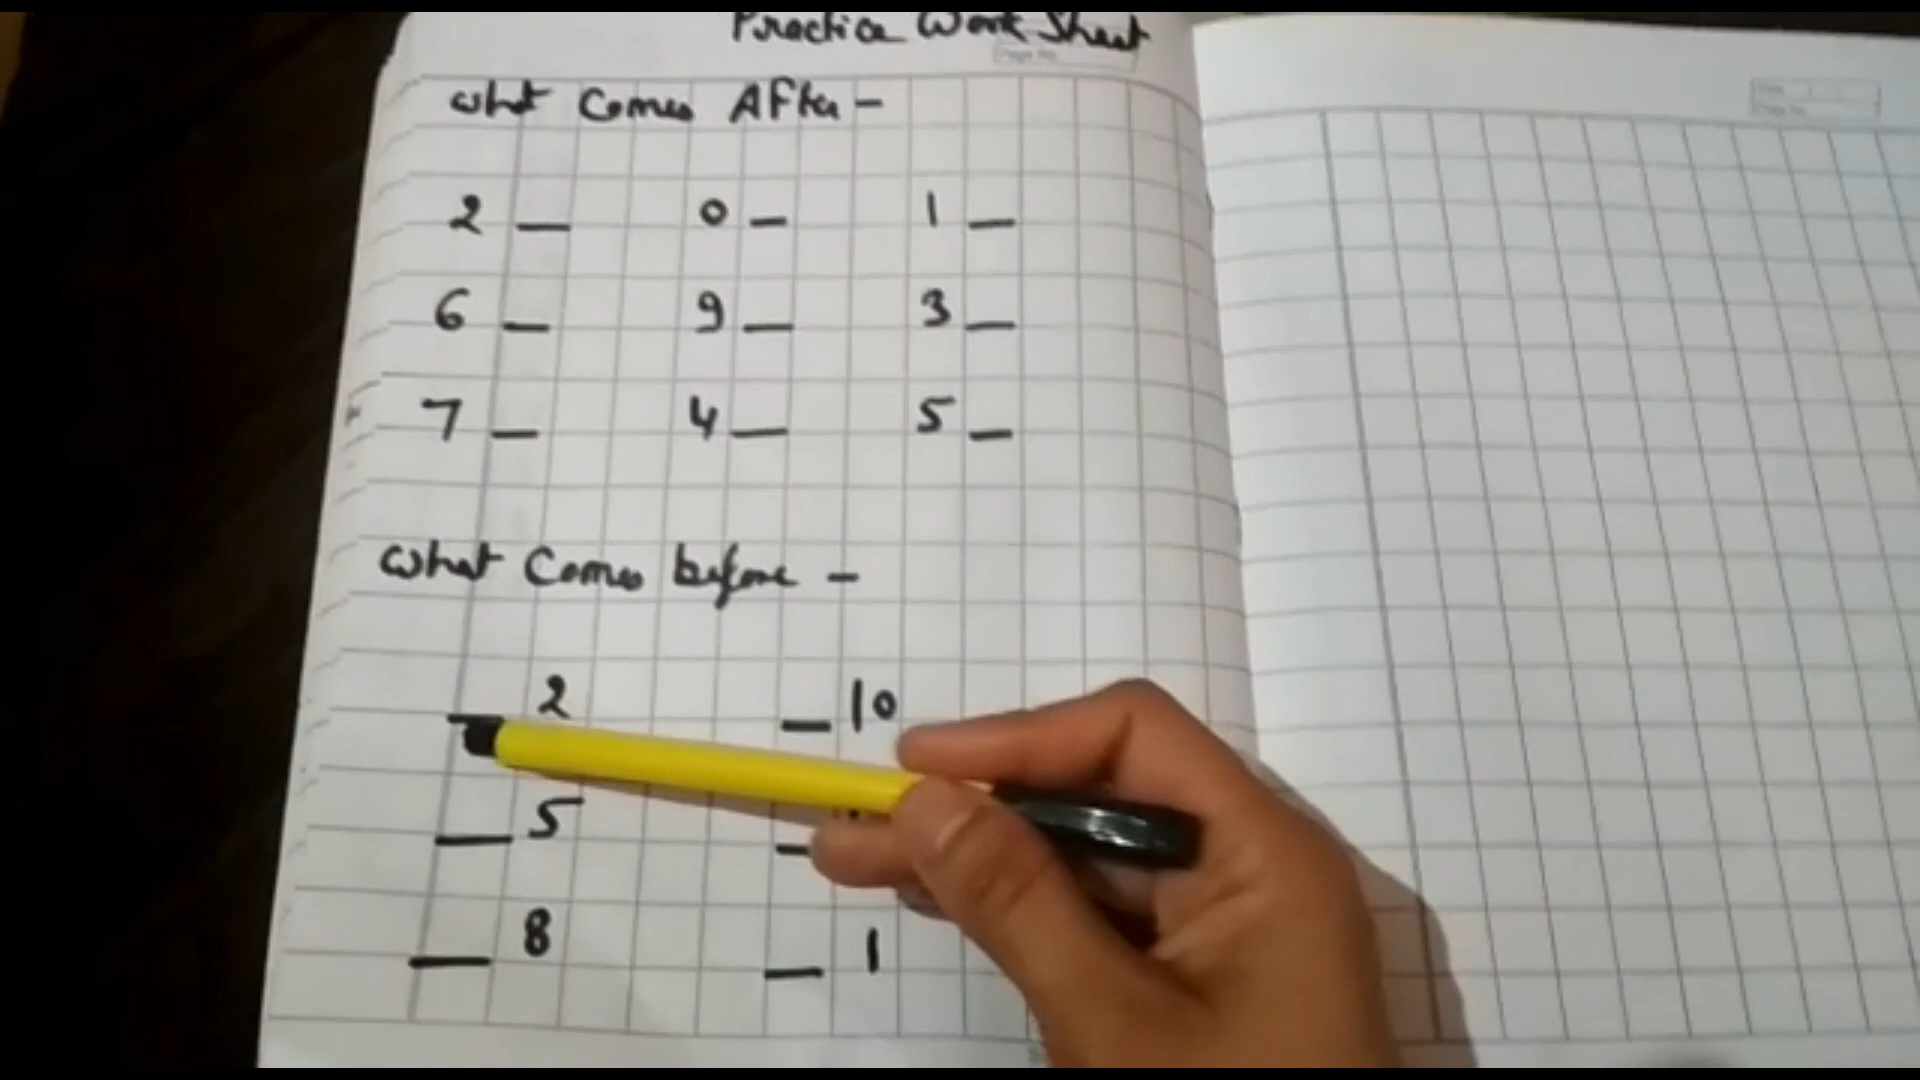 Practice Work Sheet
What Comes After -
2 _ 0 _ 1 _
6 _ 9 _ 3 _
7 _ 4 _ 5 _
What Comes before -
_ 2 _ 10
_ 5 _
_ 8 _ 1